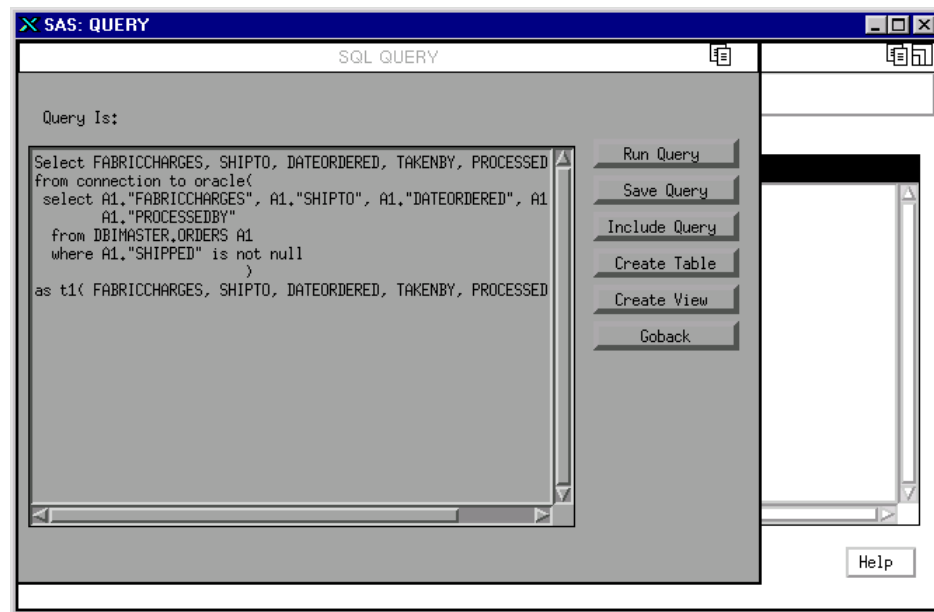 SAS: QUERY
SQL QUERY
Query Is:
Select FABRICCHARGES, SHIPTO, DATEORDERED, TAKENBY, PROCESSED
from connection to oracle(
select A1."FABRICCHARGES", A1."SHIPTO", A1."DATEORDERED", A1
A1."PROCESSEDBY"
from DBIMASTER.ORDERS A1
where A1."SHIPPED" is not null
)
as t1( FABRICCHARGES, SHIPTO, DATEORDERED, TAKENBY, PROCESSED
Run Query
Save Query
Include Query
Create Table
Create View
Goback
Help